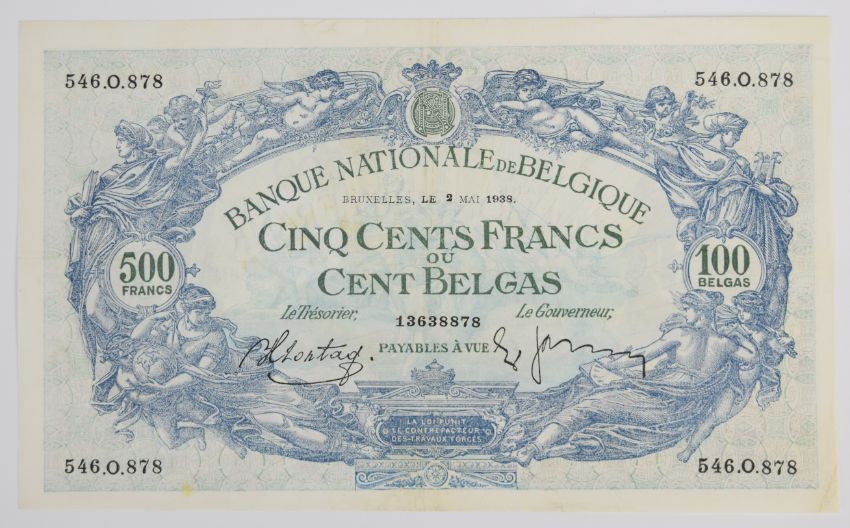 546.O.878 546.O.878
BANQUE NATIONALE DE BELGIQUE
BRUXELLES, LE 2 MAI 1938.
CINQ CENTS FRANCS
OU
CENT BELGAS
500 FRANCS
100 BELGAS
Le Trésorier, Le Gouverneur,
13638878
PAYABLES À VUE
LA LOI PUNIT
LE CONTREFACTEUR
DES TRAVAUX FORCÉS
546.O.878 546.O.878